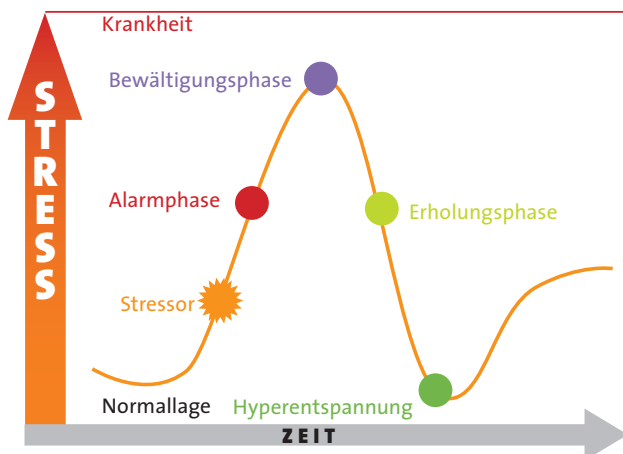 Krankheit
Bewältigungsphase
Alarmphase
Erholungsphase
Stressor
Normallage
Hyperentspannung
STRESS
ZEIT